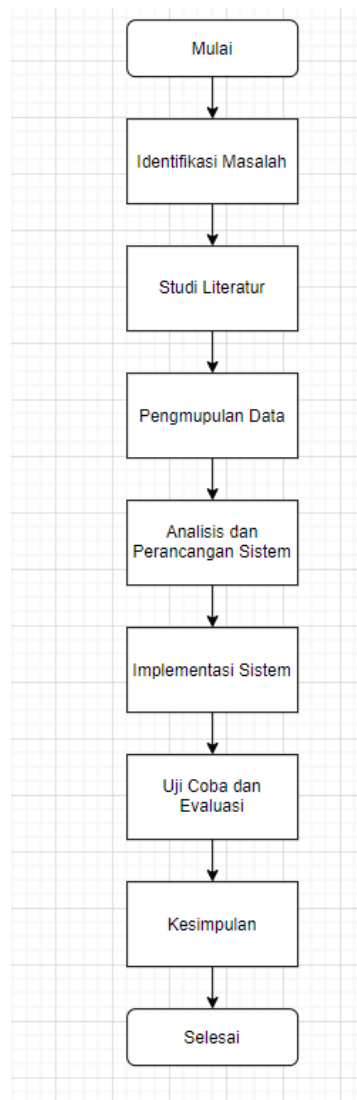 Mulai
Identifikasi Masalah
Studi Literatur
Pengmupulan Data
Analisis dan
Perancangan Sistem
Implementasi Sistem
Uji Coba dan
Evaluasi
Kesimpulan
Selesai